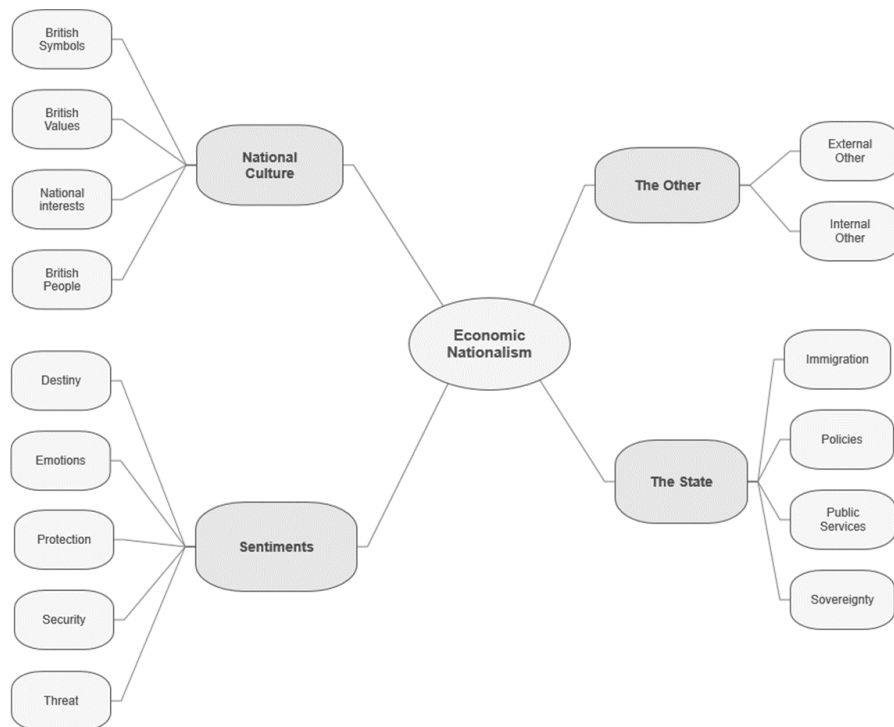 British
Symbols
British
Values
National
interests
British
People
National
Culture
Destiny
Emotions
Protection
Security
Threat
Sentiments
Economic
Nationalism
The Other
External
Other
Internal
Other
The State
Immigration
Policies
Public
Services
Sovereignty